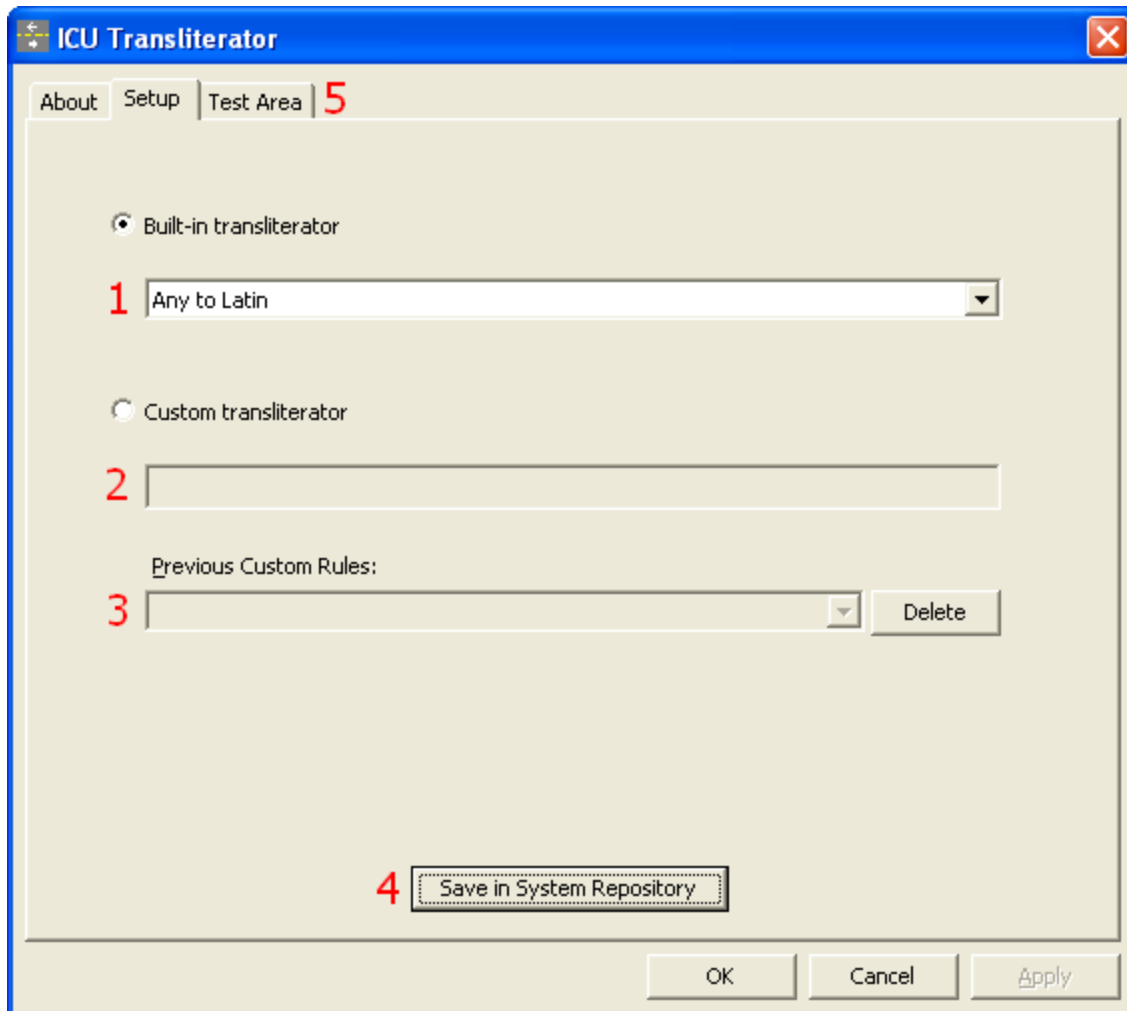 ICU Transliterator
About Setup Test Area 5
Built-in transliterator
1 Any to Latin
Custom transliterator
2
Previous Custom Rules:
3 Delete
4 Save in System Repository
OK Cancel Apply